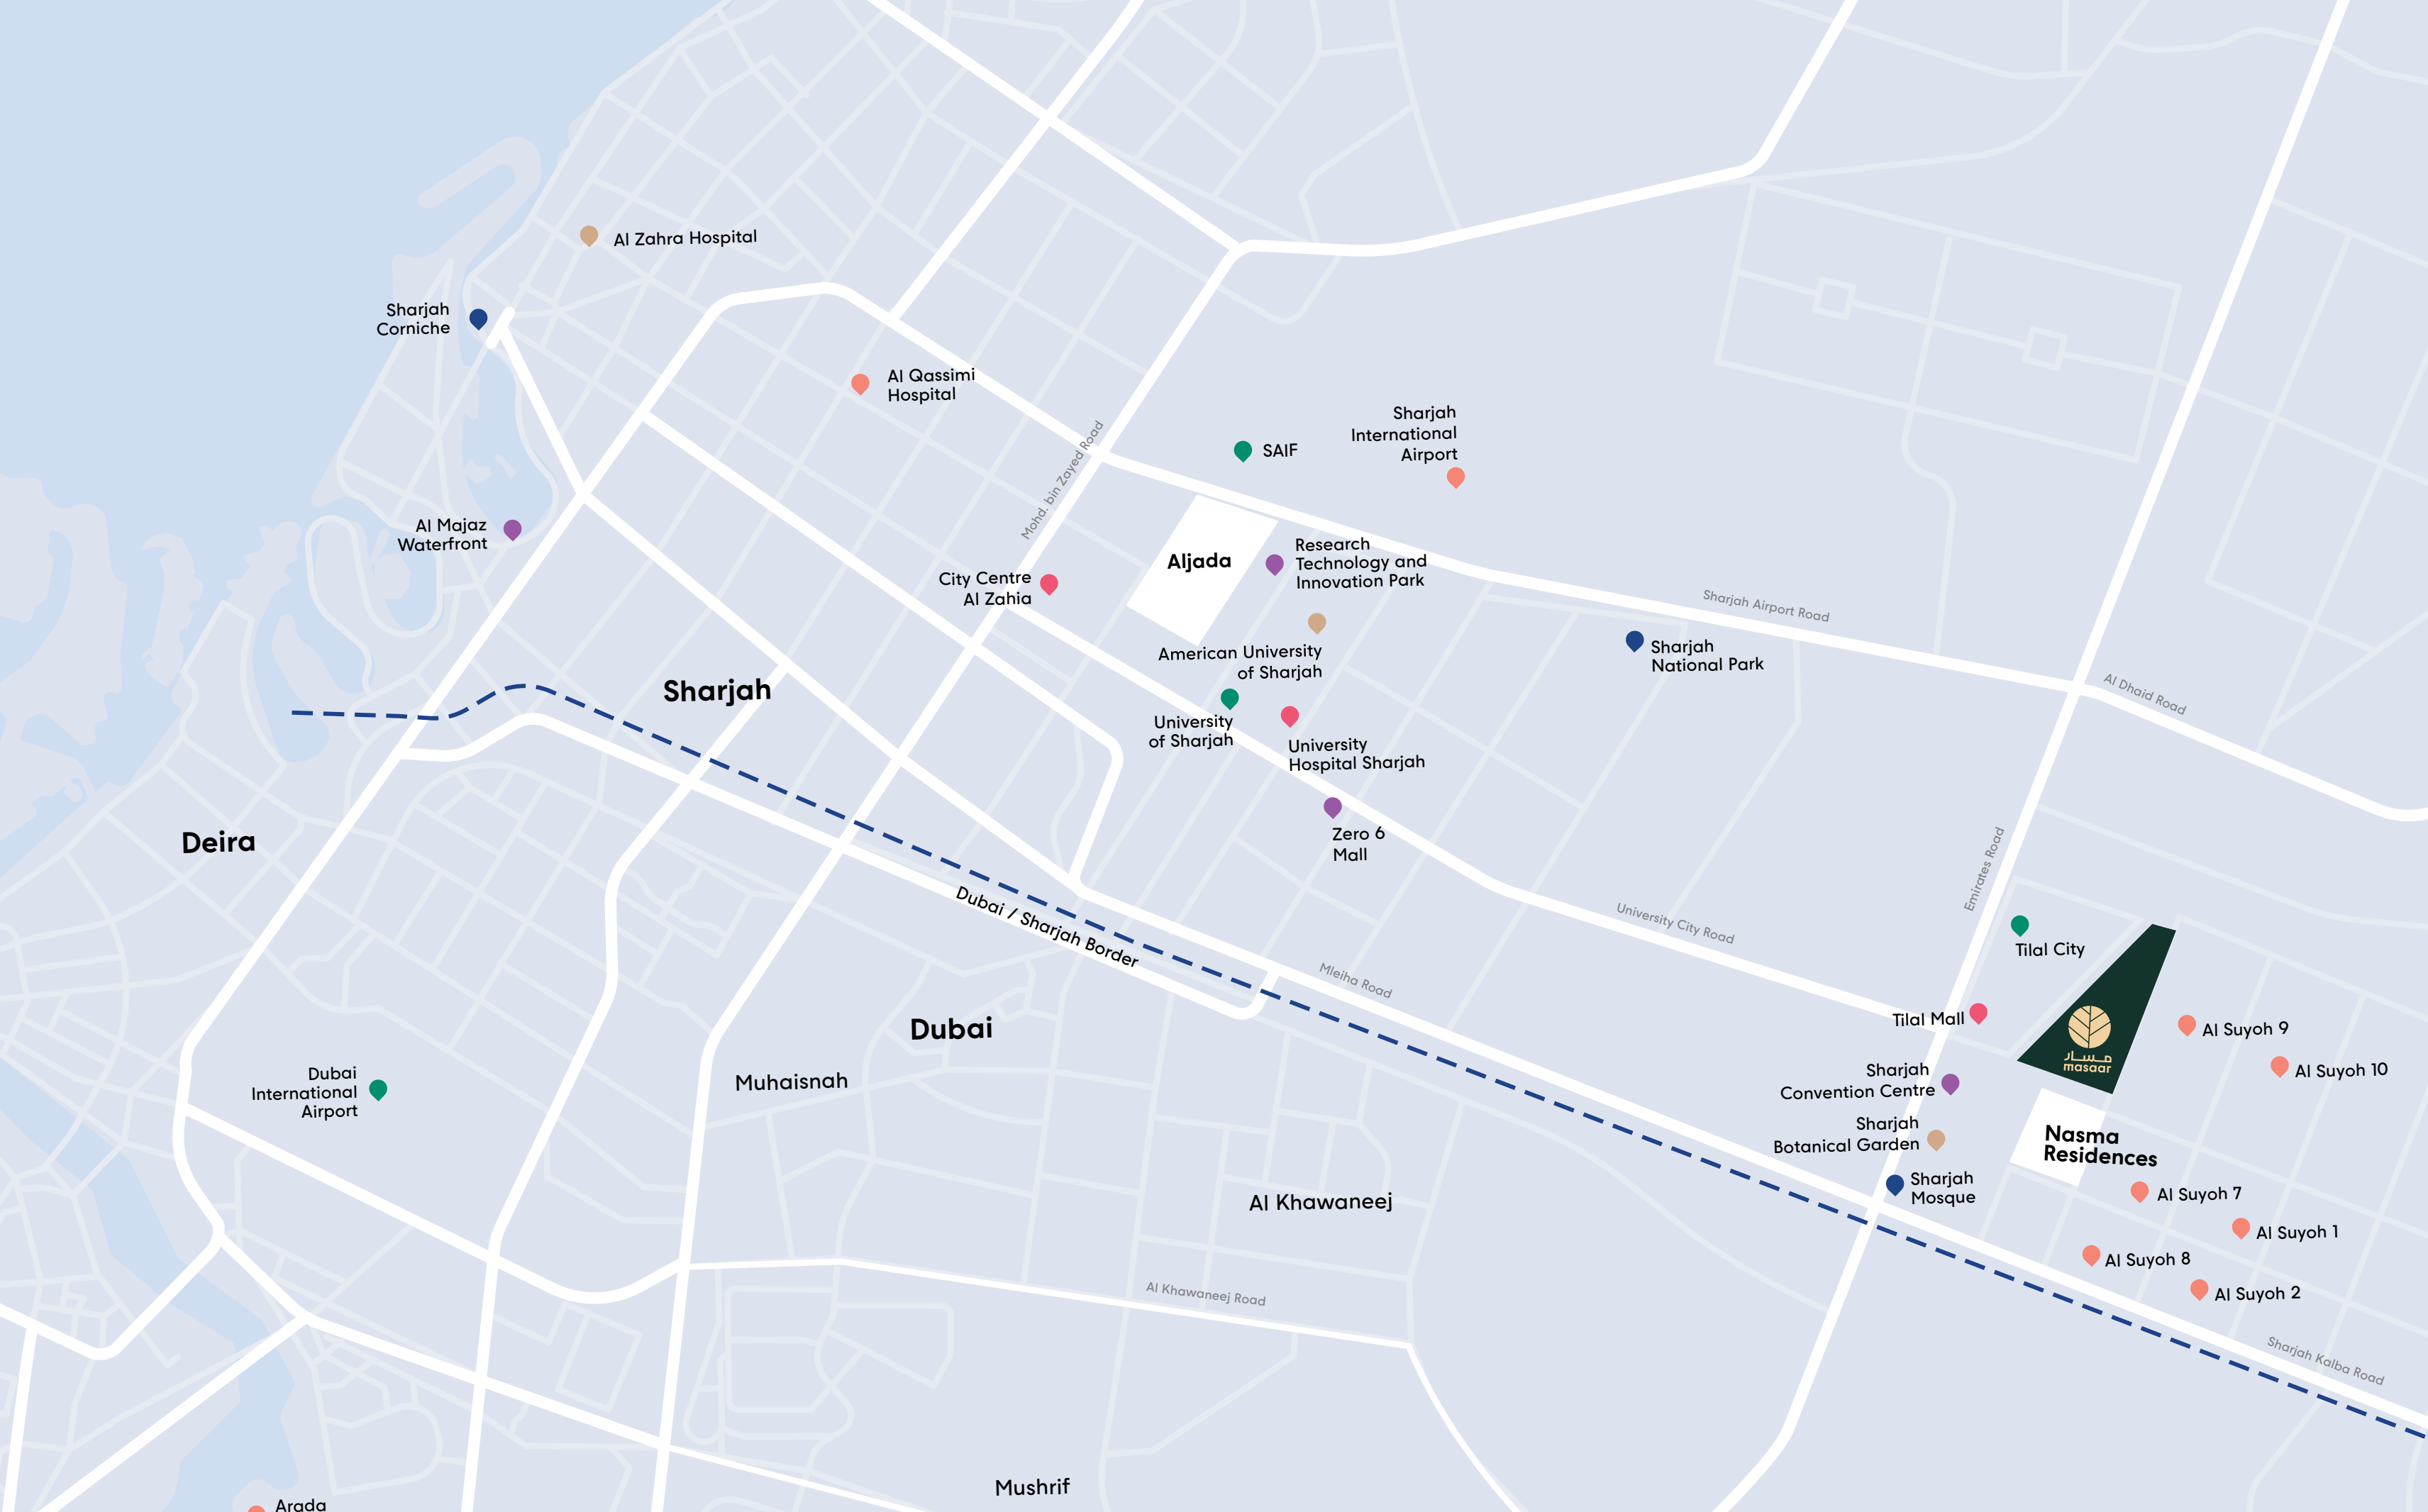 Al Zahra Hospital
Sharjah
Corniche
Al Qassimi
Hospital
Mohd. bin Zayed Road
SAIF
Sharjah
International
Airport
Al Majaz
Waterfront
Aljada
Research
Technology and
Innovation Park
City Centre
Al Zahia
Sharjah Airport Road
American University
of Sharjah
Sharjah
National Park
Sharjah
Al Dhaid Road
University
of Sharjah
University
Hospital Sharjah
Deira
Zero 6
Mall
Emirates Road
Dubai / Sharjah Border
University City Road
Tilal City
Mleiha Road
Dubai
Tilal Mall
مسار
masaar
Al Suyoh 9
Al Suyoh 10
Dubai
International
Airport
Muhaisnah
Sharjah
Convention Centre
Sharjah
Botanical Garden
Nasma
Residences
Al Khawaneej
Sharjah
Mosque
Al Suyoh 7
Al Suyoh 1
Al Suyoh 8
Al Suyoh 2
Al Khawaneej Road
Sharjah Kalba Road
Mushrif
Arada